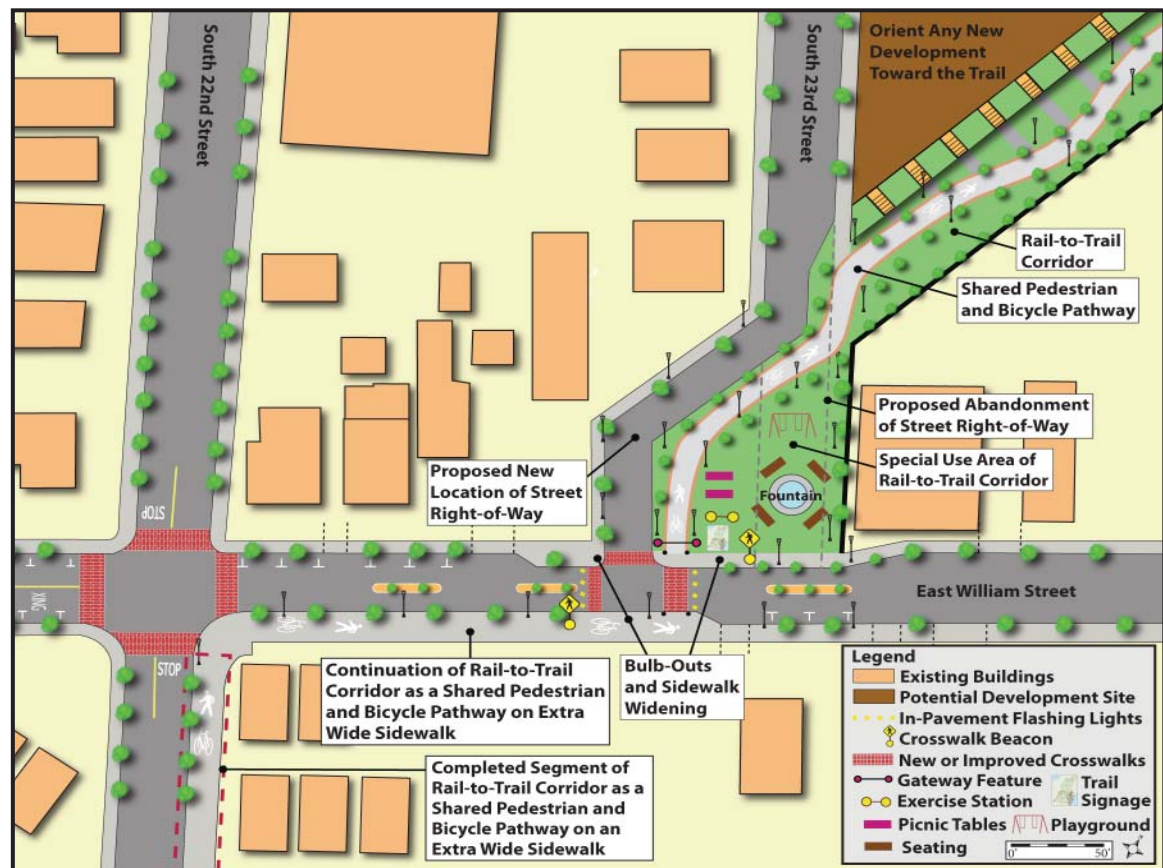 South 22nd Street
South 23rd Street
Orient Any New
Development
Toward the Trail
Rail-to-Trail
Corridor
Shared Pedestrian
and Bicycle Pathway
Proposed Abandonment
of Street Right-of-Way
Special Use Area of
Rail-to-Trail Corridor
Proposed New
Location of Street
Right-of-Way
Fountain
STOP
XING
East William Street
STOP
Continuation of Rail-to-Trail
Corridor as a Shared Pedestrian
and Bicycle Pathway on Extra
Wide Sidewalk
Bulb-Outs
and Sidewalk
Widening
Completed Segment of
Rail-to-Trail Corridor as a
Shared Pedestrian and
Bicycle Pathway on an
Extra Wide Sidewalk
Legend
Existing Buildings
Potential Development Site
In-Pavement Flashing Lights
Crosswalk Beacon
New or Improved Crosswalks
Gateway Feature
Trail
Signage
Exercise Station
Picnic Tables
Playground
Seating
0' 50'